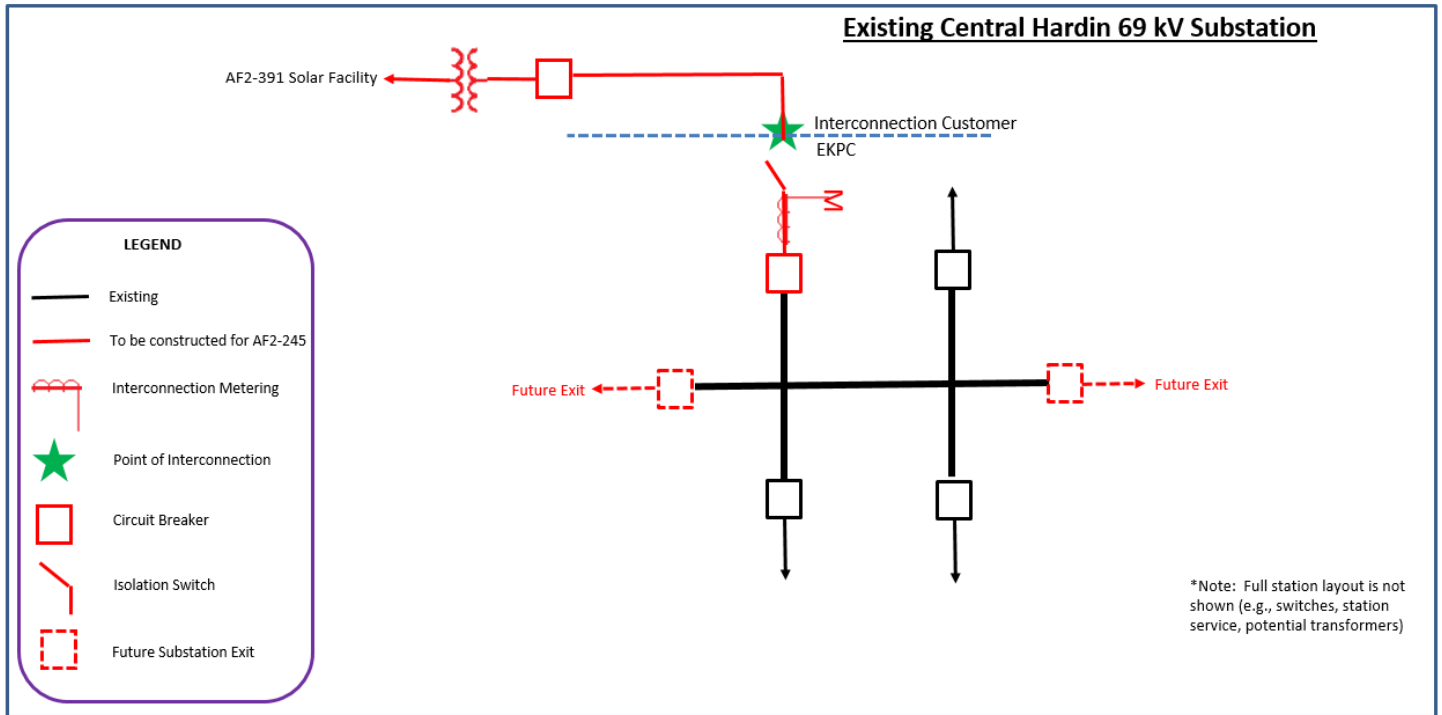 Existing Central Hardin 69 kV Substation
AF2-391 Solar Facility
Interconnection Customer
EKPC
M
LEGEND
Existing
To be constructed for AF2-245
Interconnection Metering
Point of Interconnection
Circuit Breaker
Isolation Switch
Future Substation Exit
Future Exit
Future Exit
*Note: Full station layout is not
shown (e.g., switches, station
service, potential transformers)